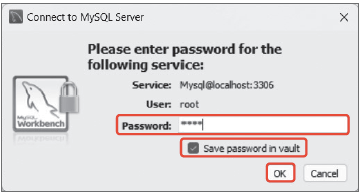 Connect to MySQL Server
Please enter password for the
following service:
Service: Mysql@localhost:3306
User: root
Password: ****
Save password in vault
MySQL
Workbench
OK Cancel